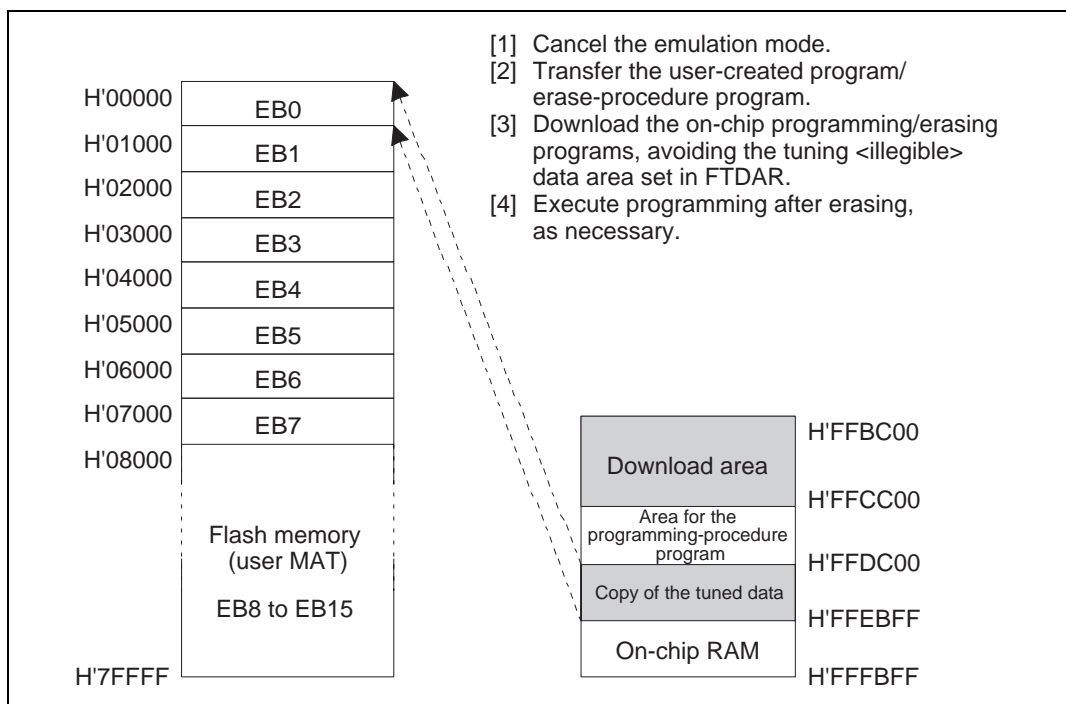 [1] Cancel the emulation mode.
[2] Transfer the user-created program/
erase-procedure program.
[3] Download the on-chip programming/erasing
programs, avoiding the tuning <illegible>
data area set in FTDAR.
[4] Execute programming after erasing,
as necessary.
H'00000
EB0
H'01000
EB1
H'02000
EB2
H'03000
EB3
H'04000
EB4
H'05000
EB5
H'06000
EB6
H'07000
EB7
H'08000
Flash memory
(user MAT)
EB8 to EB15
H'7FFFF
H'FFBC00
Download area
H'FFCC00
Area for the
programming-procedure
program
H'FFDC00
Copy of the tuned data
H'FFEBFF
On-chip RAM
H'FFFBFF